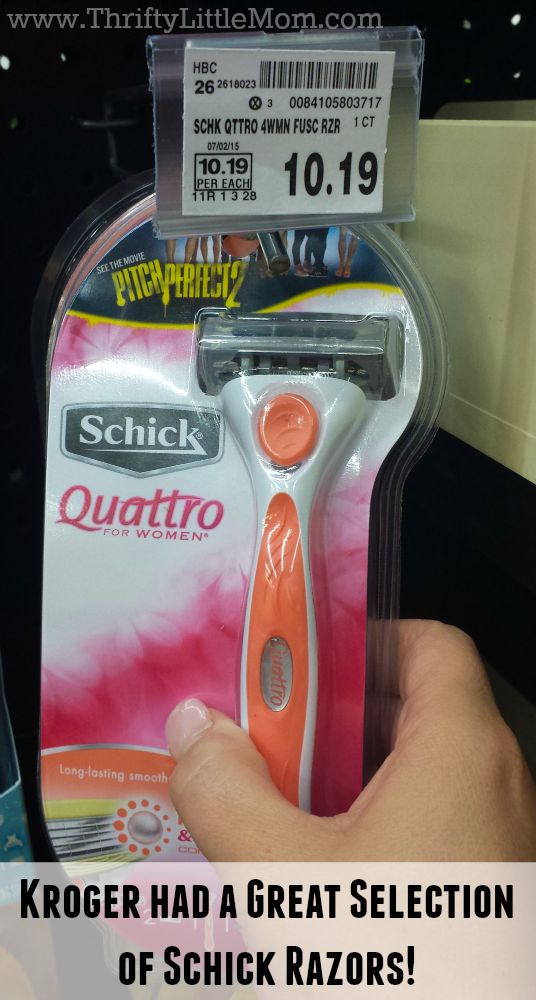 www.ThriftyLittleMom.com
HBC
26 2618023
3 0084105803717
SCHK QTTRO 4WMN FUSC RZR 1 CT
07/02/15
10.19
PER EACH
10.19
11R 1 3 28
SEE THE MOVIE
PITCH PERFECT 2
Schick
Quattro
FOR WOMEN
Quattro
Long-lasting smooth
&
KROGER HAD A GREAT SELECTION
OF SCHICK RAZORS!